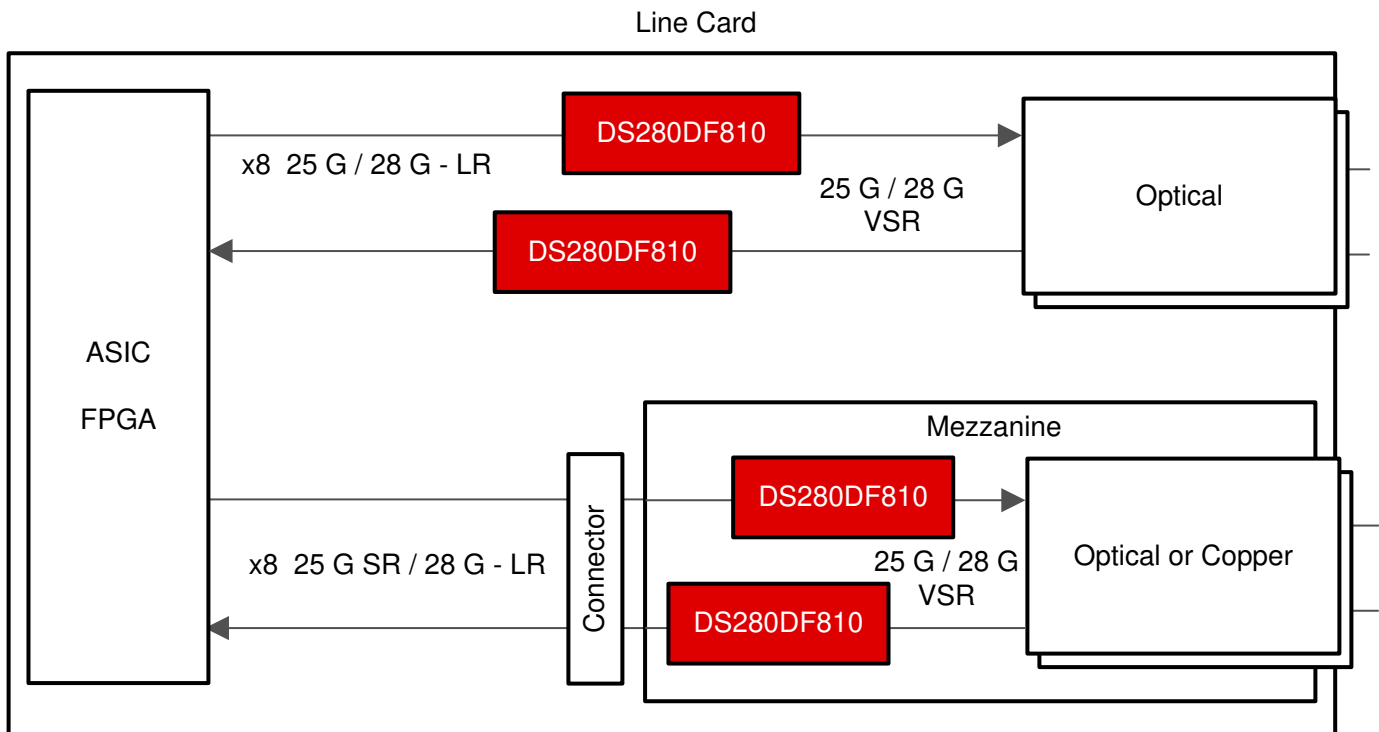 Line Card
DS280DF810
x8 25 G / 28 G - LR
25 G / 28 G
VSR
Optical
DS280DF810
ASIC
FPGA
Mezzanine
DS280DF810
Connector
x8 25 G SR / 28 G - LR
25 G / 28 G
VSR
Optical or Copper
DS280DF810